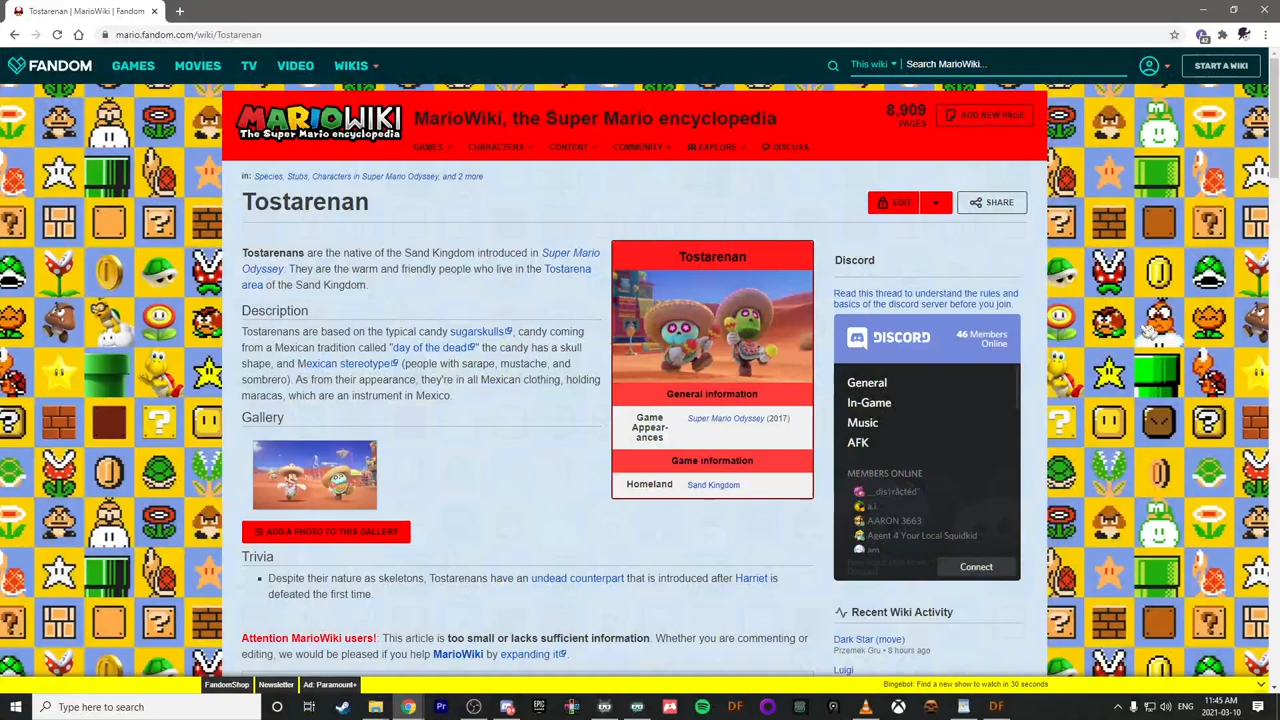 Tostarenan | MarioWiki | Fandom
mario.fandom.com/wiki/Tostarenan
42
FANDOM
GAMES
MOVIES
TV
VIDEO
WIKIS
This wiki
Search MarioWiki...
START A WIKI
MARIOWIKI
The Super Mario encyclopedia
MarioWiki, the Super Mario encyclopedia
8,909
PAGES
ADD NEW PAGE
GAMES
CHARACTERS
CONTENT
COMMUNITY
EXPLORE
DISCUSS
in: Species, Stubs, Characters in Super Mario Odyssey, and 2 more
Tostarenan
EDIT
SHARE
Tostarenans are the native of the Sand Kingdom introduced in Super Mario
Odyssey. They are the warm and friendly people who live in the Tostarena
area of the Sand Kingdom.
Description
Tostarenans are based on the typical candy sugarskulls, candy coming
from a Mexican tradition called "day of the dead" the candy has a skull
shape, and Mexican stereotype (people with sarape, mustache, and
sombrero). As from their appearance, they're in all Mexican clothing, holding
maracas, which are an instrument in Mexico.
Gallery
ADD A PHOTO TO THIS GALLERY
Trivia
Despite their nature as skeletons, Tostarenans have an undead counterpart that is introduced after Harriet is
defeated the first time.
Attention MarioWiki users!: This article is too small or lacks sufficient information. Whether you are commenting or
editing, we would be pleased if you help MarioWiki by expanding it.
Tostarenan
General information
Game
Appear-
ances
Super Mario Odyssey (2017)
Game information
Homeland
Sand Kingdom
Discord
Read this thread to understand the rules and
basics of the discord server before you join.
DISCORD
46 Members
Online
General
In-Game
Music
AFK
MEMBERS ONLINE
a.i.
AARON 3663
Agent 4 Your Local Squidkid
am
Connect
Recent Wiki Activity
Dark Star (move)
Przemek Gru • 8 hours ago
Luigi
FandomShop
Newsletter
Ad: Paramount+
Bingebot: Find a new show to watch in 30 seconds
Type here to search
ENG
11:45 AM
2021-03-10